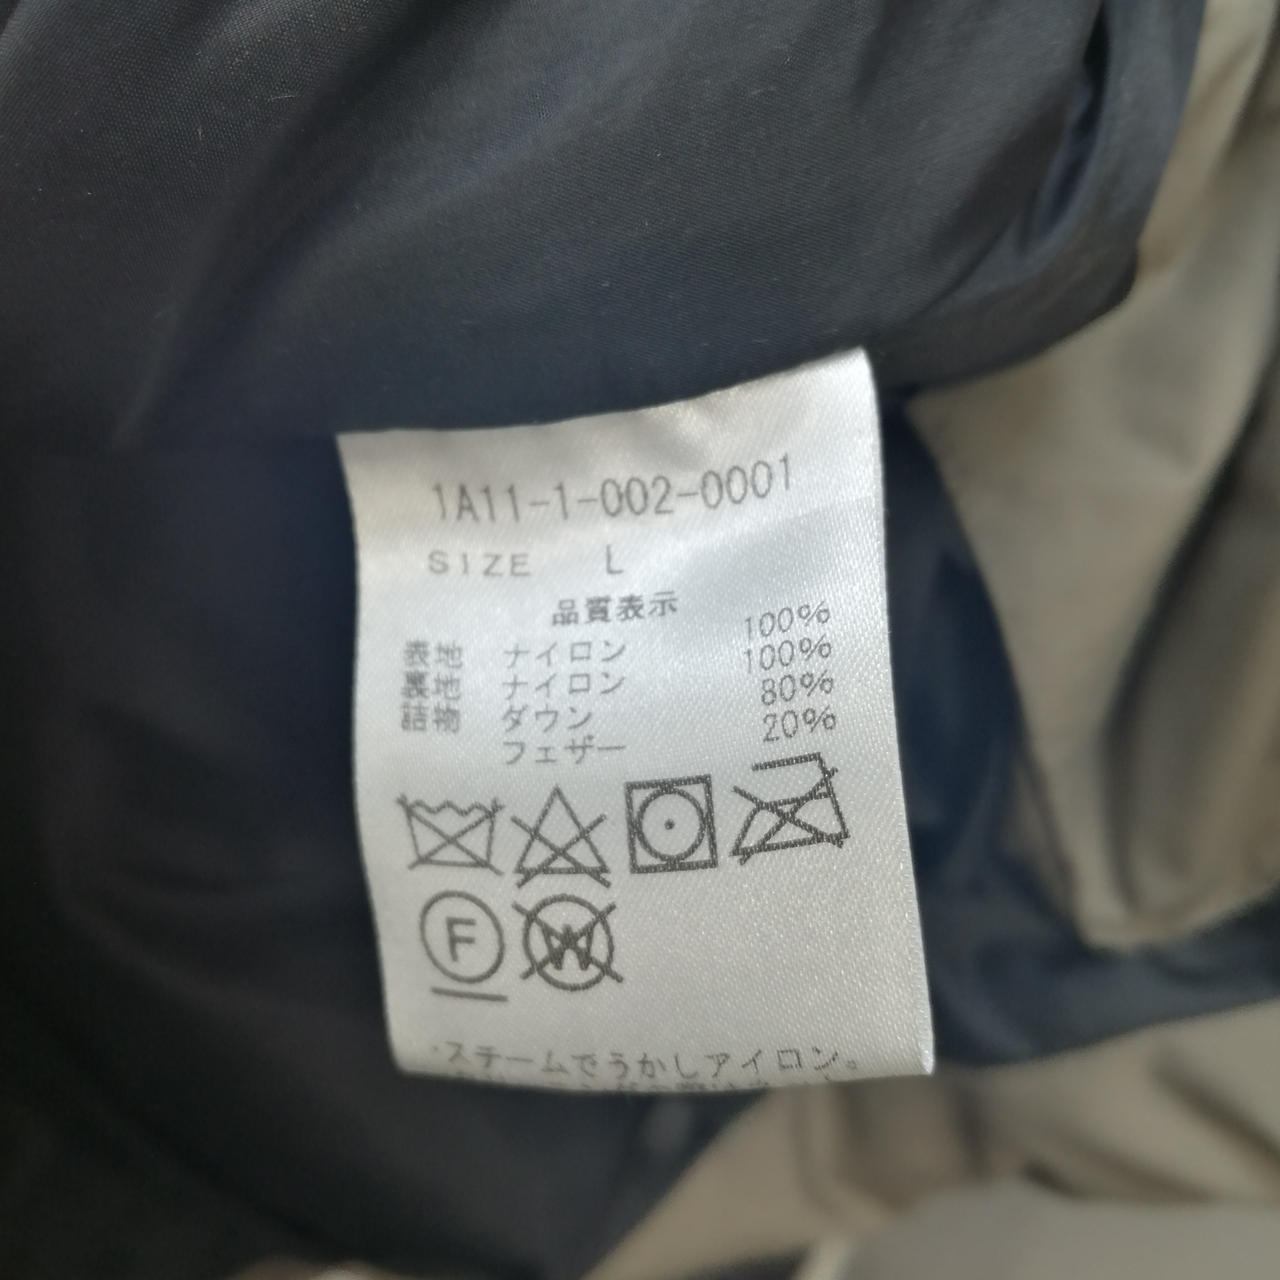 1A11-1-002-0001
SIZE L
品質表示
表地 ナイロン 100%
裏地 ナイロン 100%
詰物 ダウン 80%
フェザー 20%
F
W
・スチームでうかしアイロン。